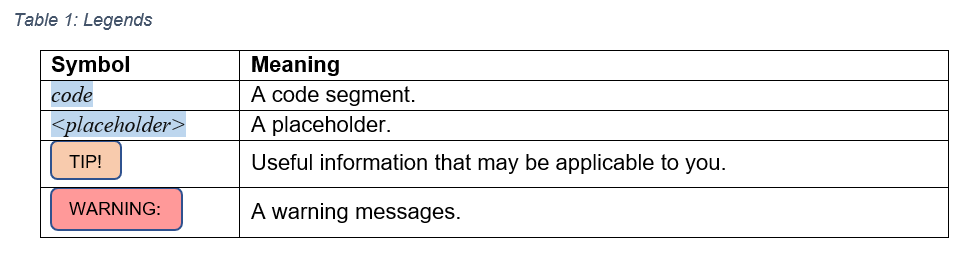 Table 1: Legends
Symbol Meaning
code A code segment.
<placeholder> A placeholder.
TIP! Useful information that may be applicable to you.
WARNING: A warning messages.